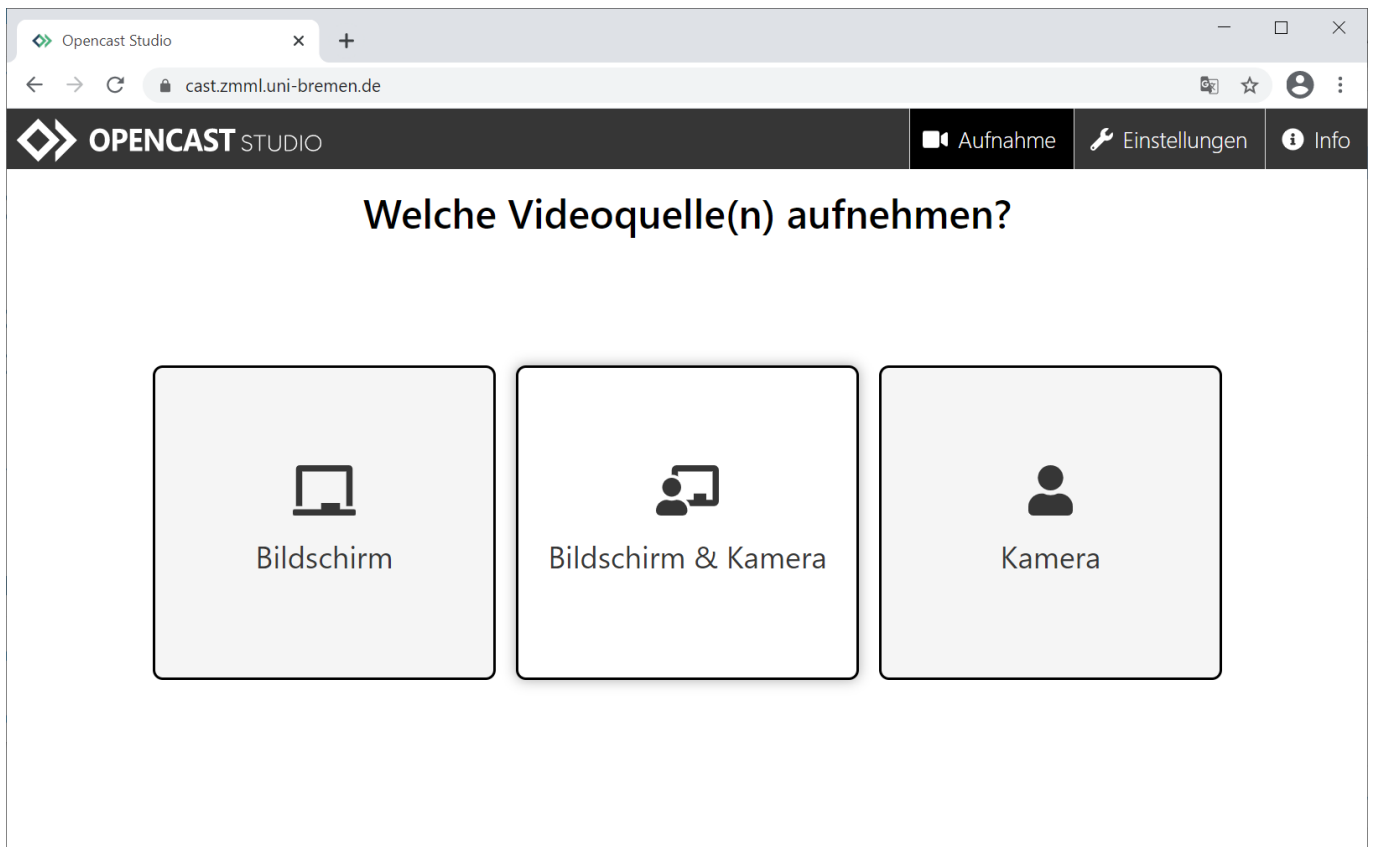 Opencast Studio
cast.zmml.uni-bremen.de
OPENCAST STUDIO
Aufnahme
Einstellungen
Info
Welche Videoquelle(n) aufnehmen?
Bildschirm
Bildschirm & Kamera
Kamera